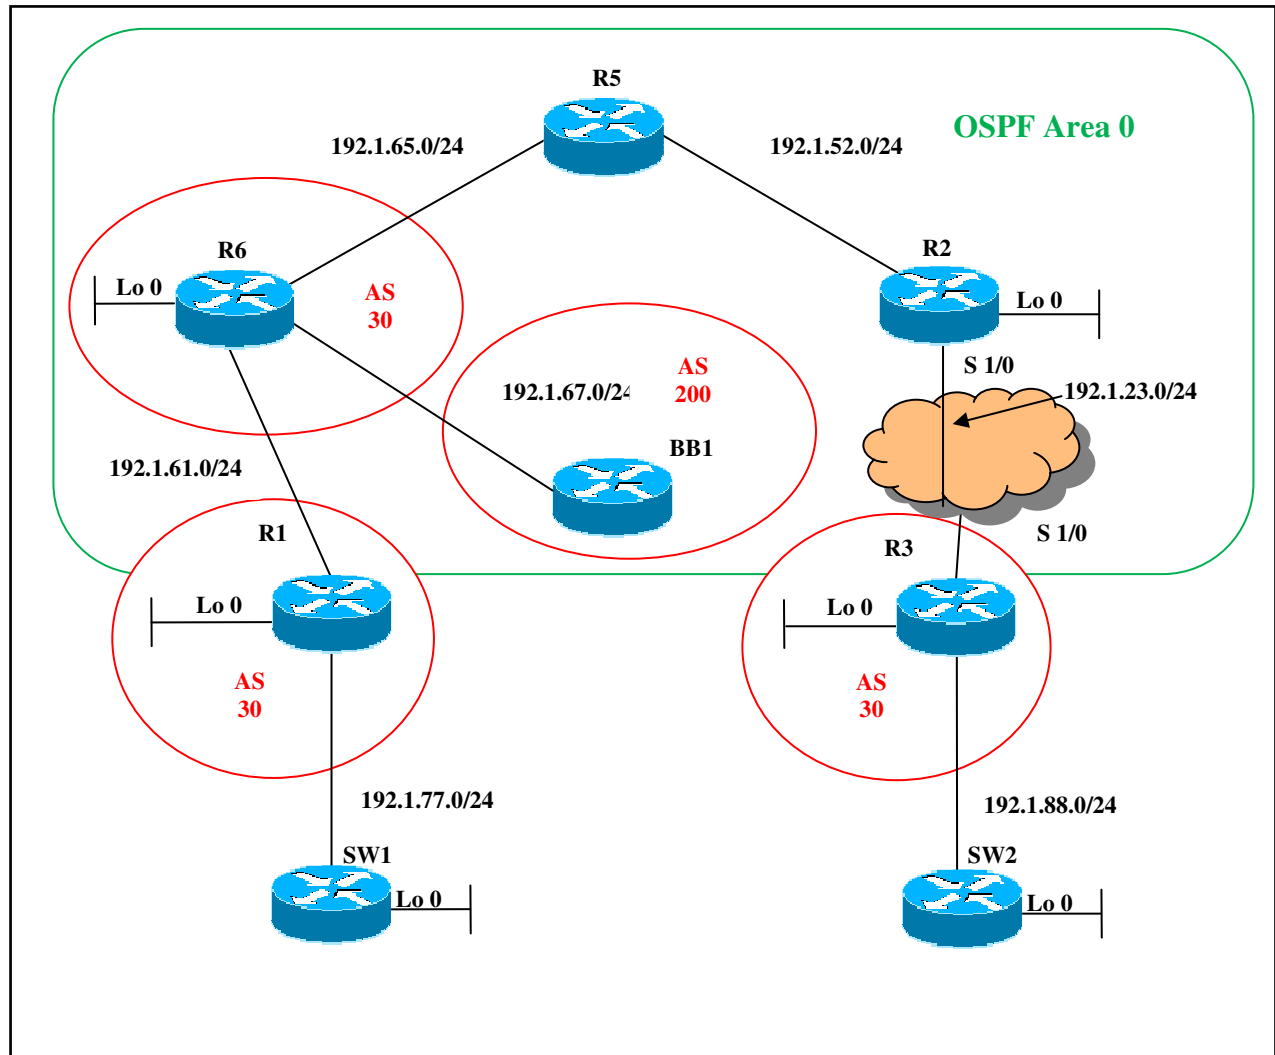 R5
OSPF Area 0
192.1.65.0/24
192.1.52.0/24
R6
R2
Lo 0
AS
30
Lo 0
S 1/0
AS
200
192.1.67.0/24
192.1.23.0/24
BB1
192.1.61.0/24
R1
S 1/0
R3
Lo 0
Lo 0
AS
30
AS
30
192.1.77.0/24
192.1.88.0/24
SW1
SW2
Lo 0
Lo 0